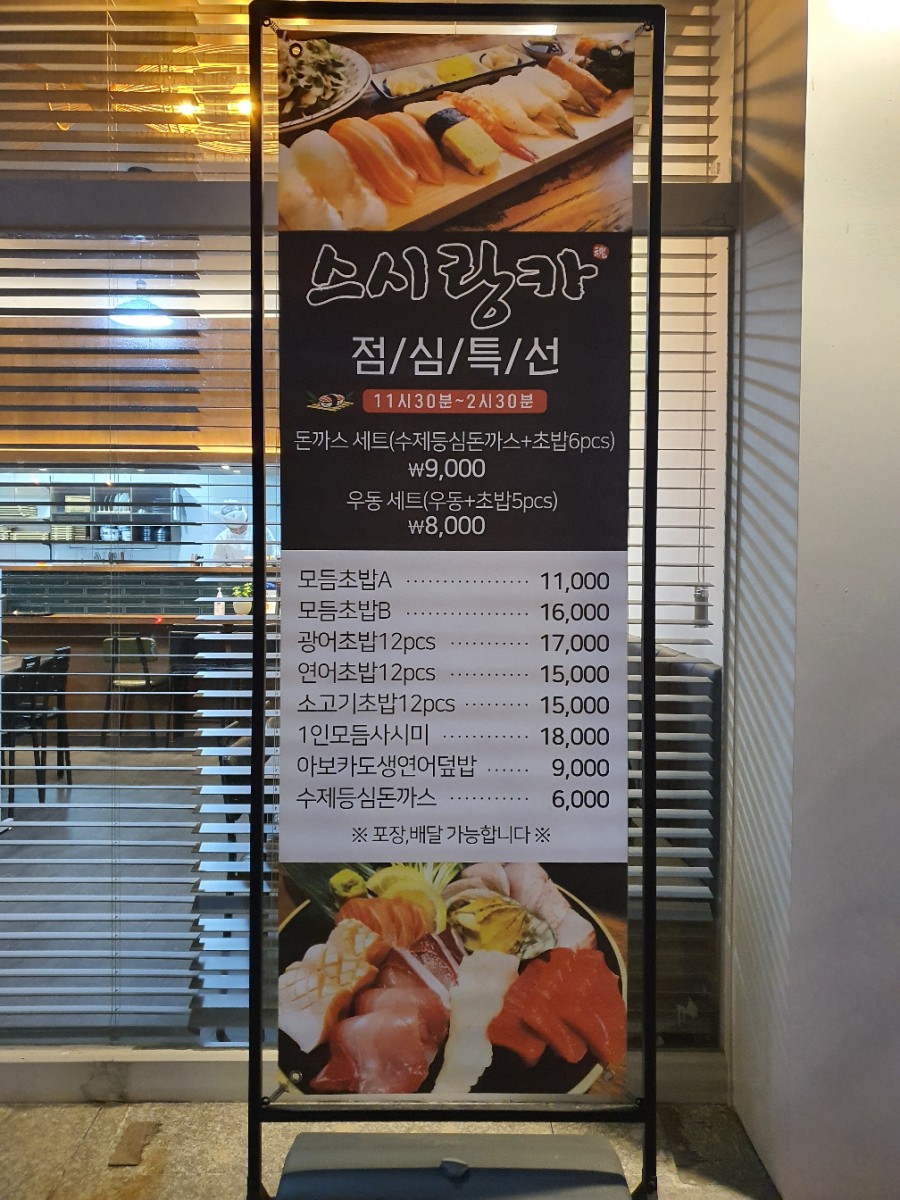 스시랑카
점/심/특/선
11시30분~2시30분
돈까스 세트(수제등심돈까스+초밥6pcs)
₩9,000
우동 세트(우동+초밥5pcs)
₩8,000
모듬초밥A ················· 11,000
모듬초밥B ················· 16,000
광어초밥12pcs ··········· 17,000
연어초밥12pcs ··········· 15,000
소고기초밥12pcs ·········· 15,000
1인모듬사시미 ············ 18,000
아보카도생연어덮밥 ······ 9,000
수제등심돈까스 ··········· 6,000
※ 포장,배달 가능합니다 ※